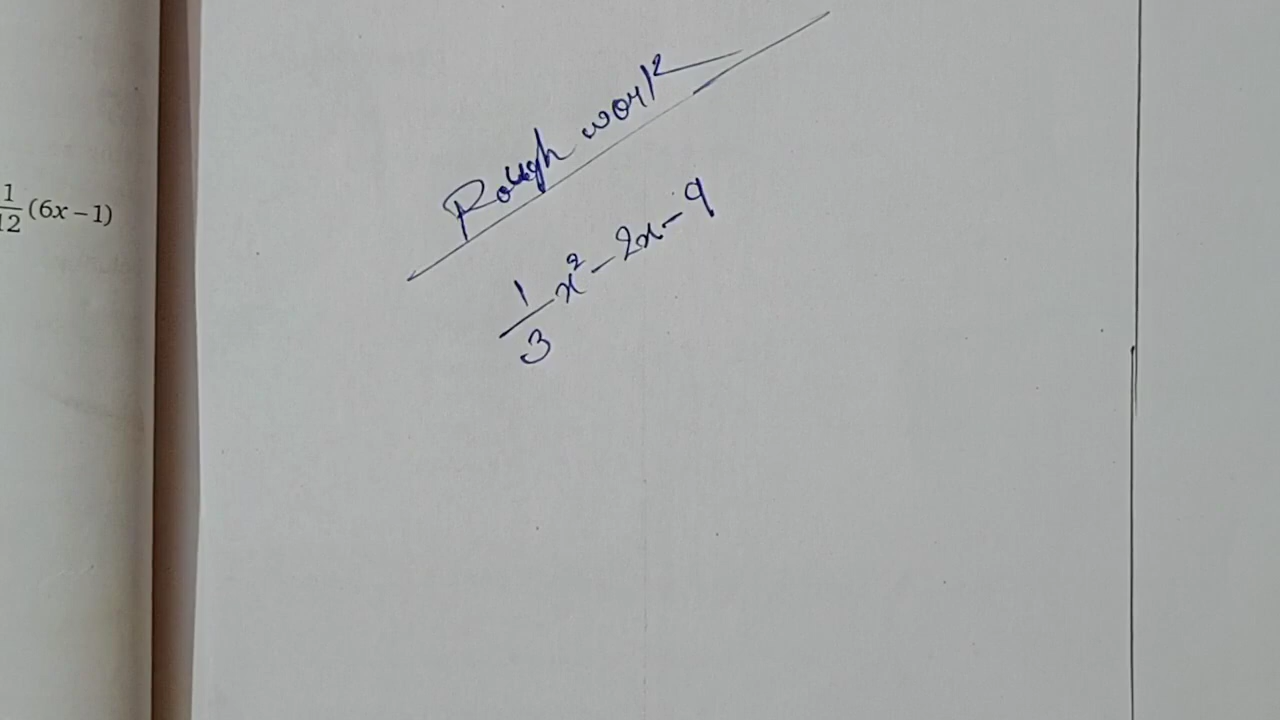 1/12 (6x – 1)
Rough work
1/3 x² – 2x – 9